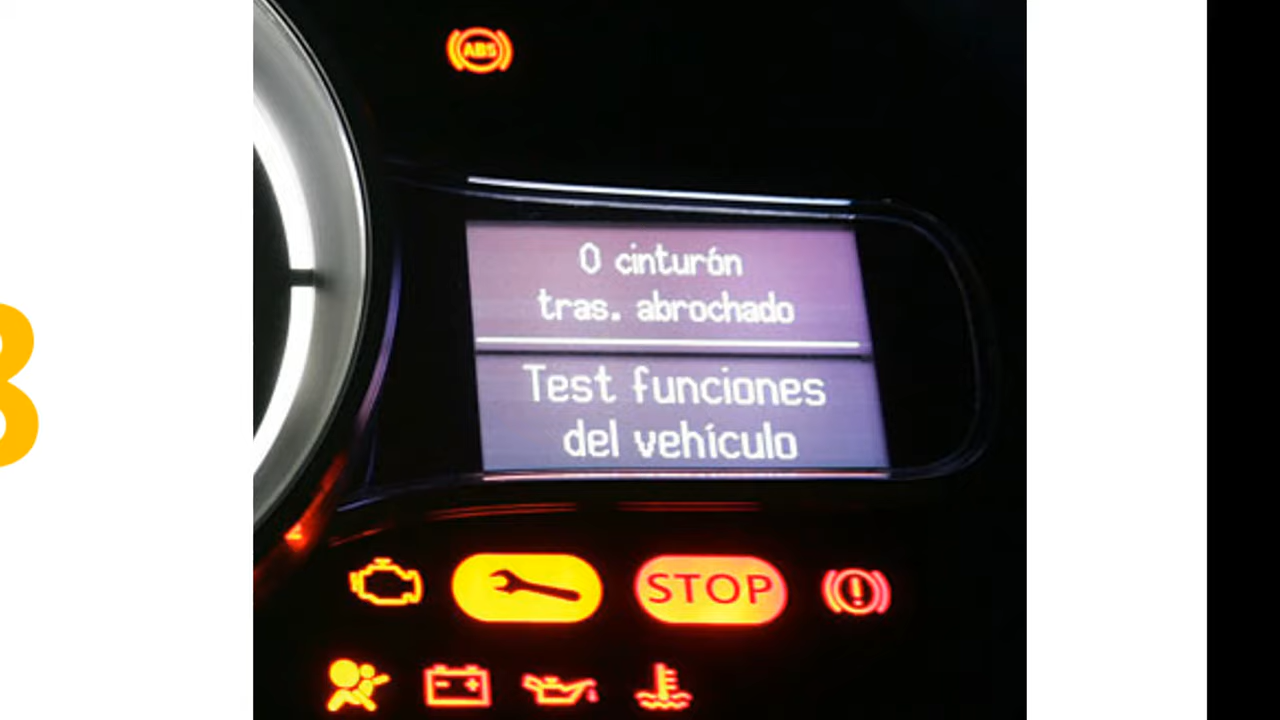 ABS
0 cinturón
tras. abrochado
Test funciones
del vehículo
STOP